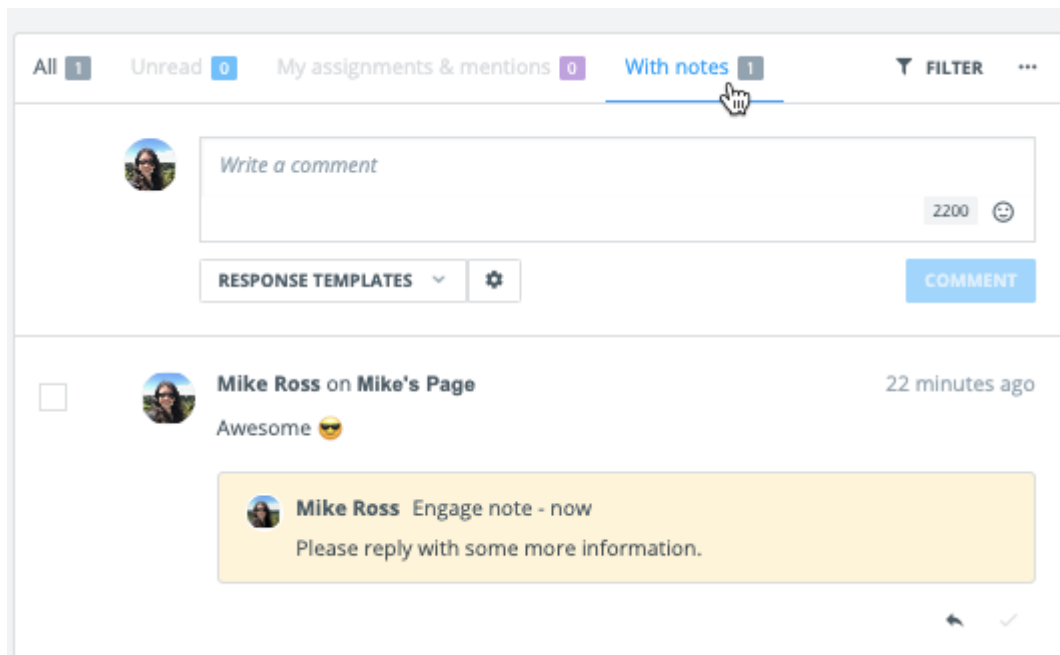 All 1 Unread 0 My assignments & mentions 0 With notes 1 FILTER ···
Write a comment
2200
RESPONSE TEMPLATES COMMENT
Mike Ross on Mike's Page 22 minutes ago
Awesome 😎
Mike Ross Engage note - now
Please reply with some more information.